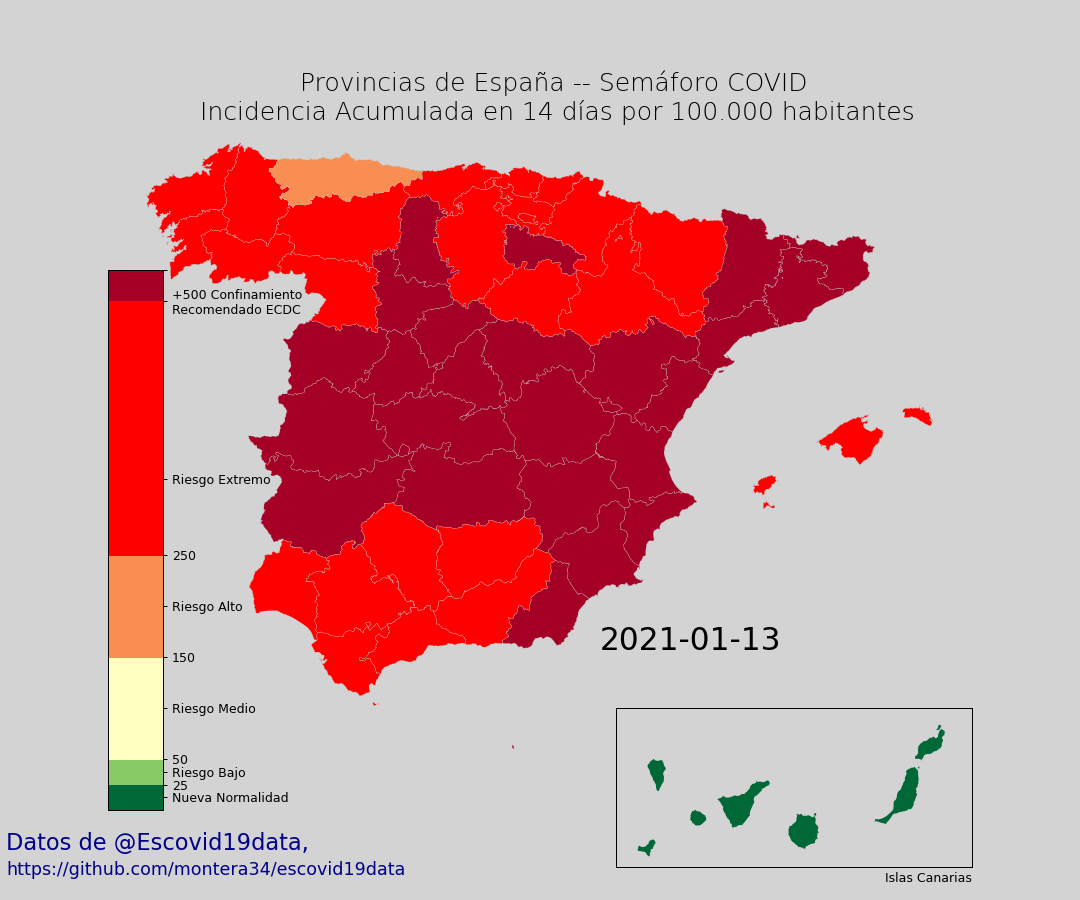 Provincias de España -- Semáforo COVID
Incidencia Acumulada en 14 días por 100.000 habitantes
+500 Confinamiento
Recomendado ECDC
Riesgo Extremo
250
Riesgo Alto
150
Riesgo Medio
50
Riesgo Bajo
25
Nueva Normalidad
2021-01-13
Islas Canarias
Datos de @Escovid19data,
https://github.com/montera34/escovid19data